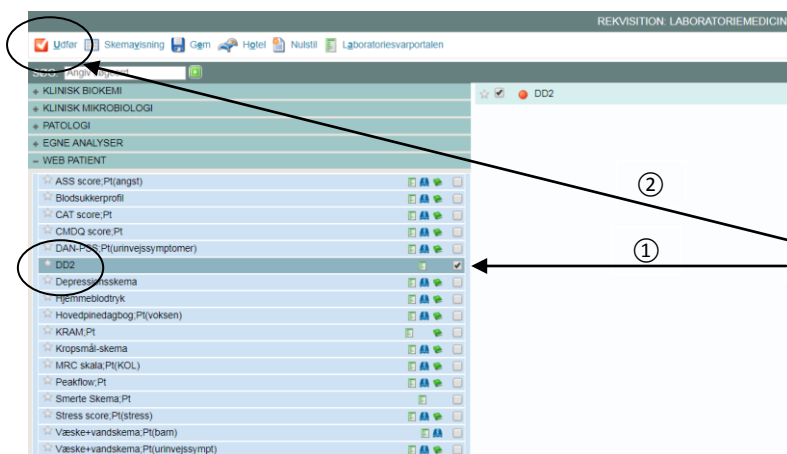 REKVISITION: LABORATORIEMEDICIN
Udfør Skemavisning Gem Hotel Nulstil Laboratoriesvarportalen
SØG: Angiv søgeord
+ KLINISK BIOKEMI
+ KLINISK MIKROBIOLOGI
+ PATOLOGI
+ EGNE ANALYSER
− WEB PATIENT
ASS score;Pt(angst)
Blodsukkerprofil
CAT score;Pt
CMDQ score;Pt
DAN-PSS;Pt(urinvejssymptomer)
DD2
Depressionsskema
Hjemmeblodtryk
Hovedpinedagbog;Pt(voksen)
KRAM;Pt
Kropsmål-skema
MRC skala;Pt(KOL)
Peakflow;Pt
Smerte Skema;Pt
Stress score;Pt(stress)
Væske+vandskema;Pt(barn)
Væske+vandskema;Pt(urinvejssympt)
DD2
②
①